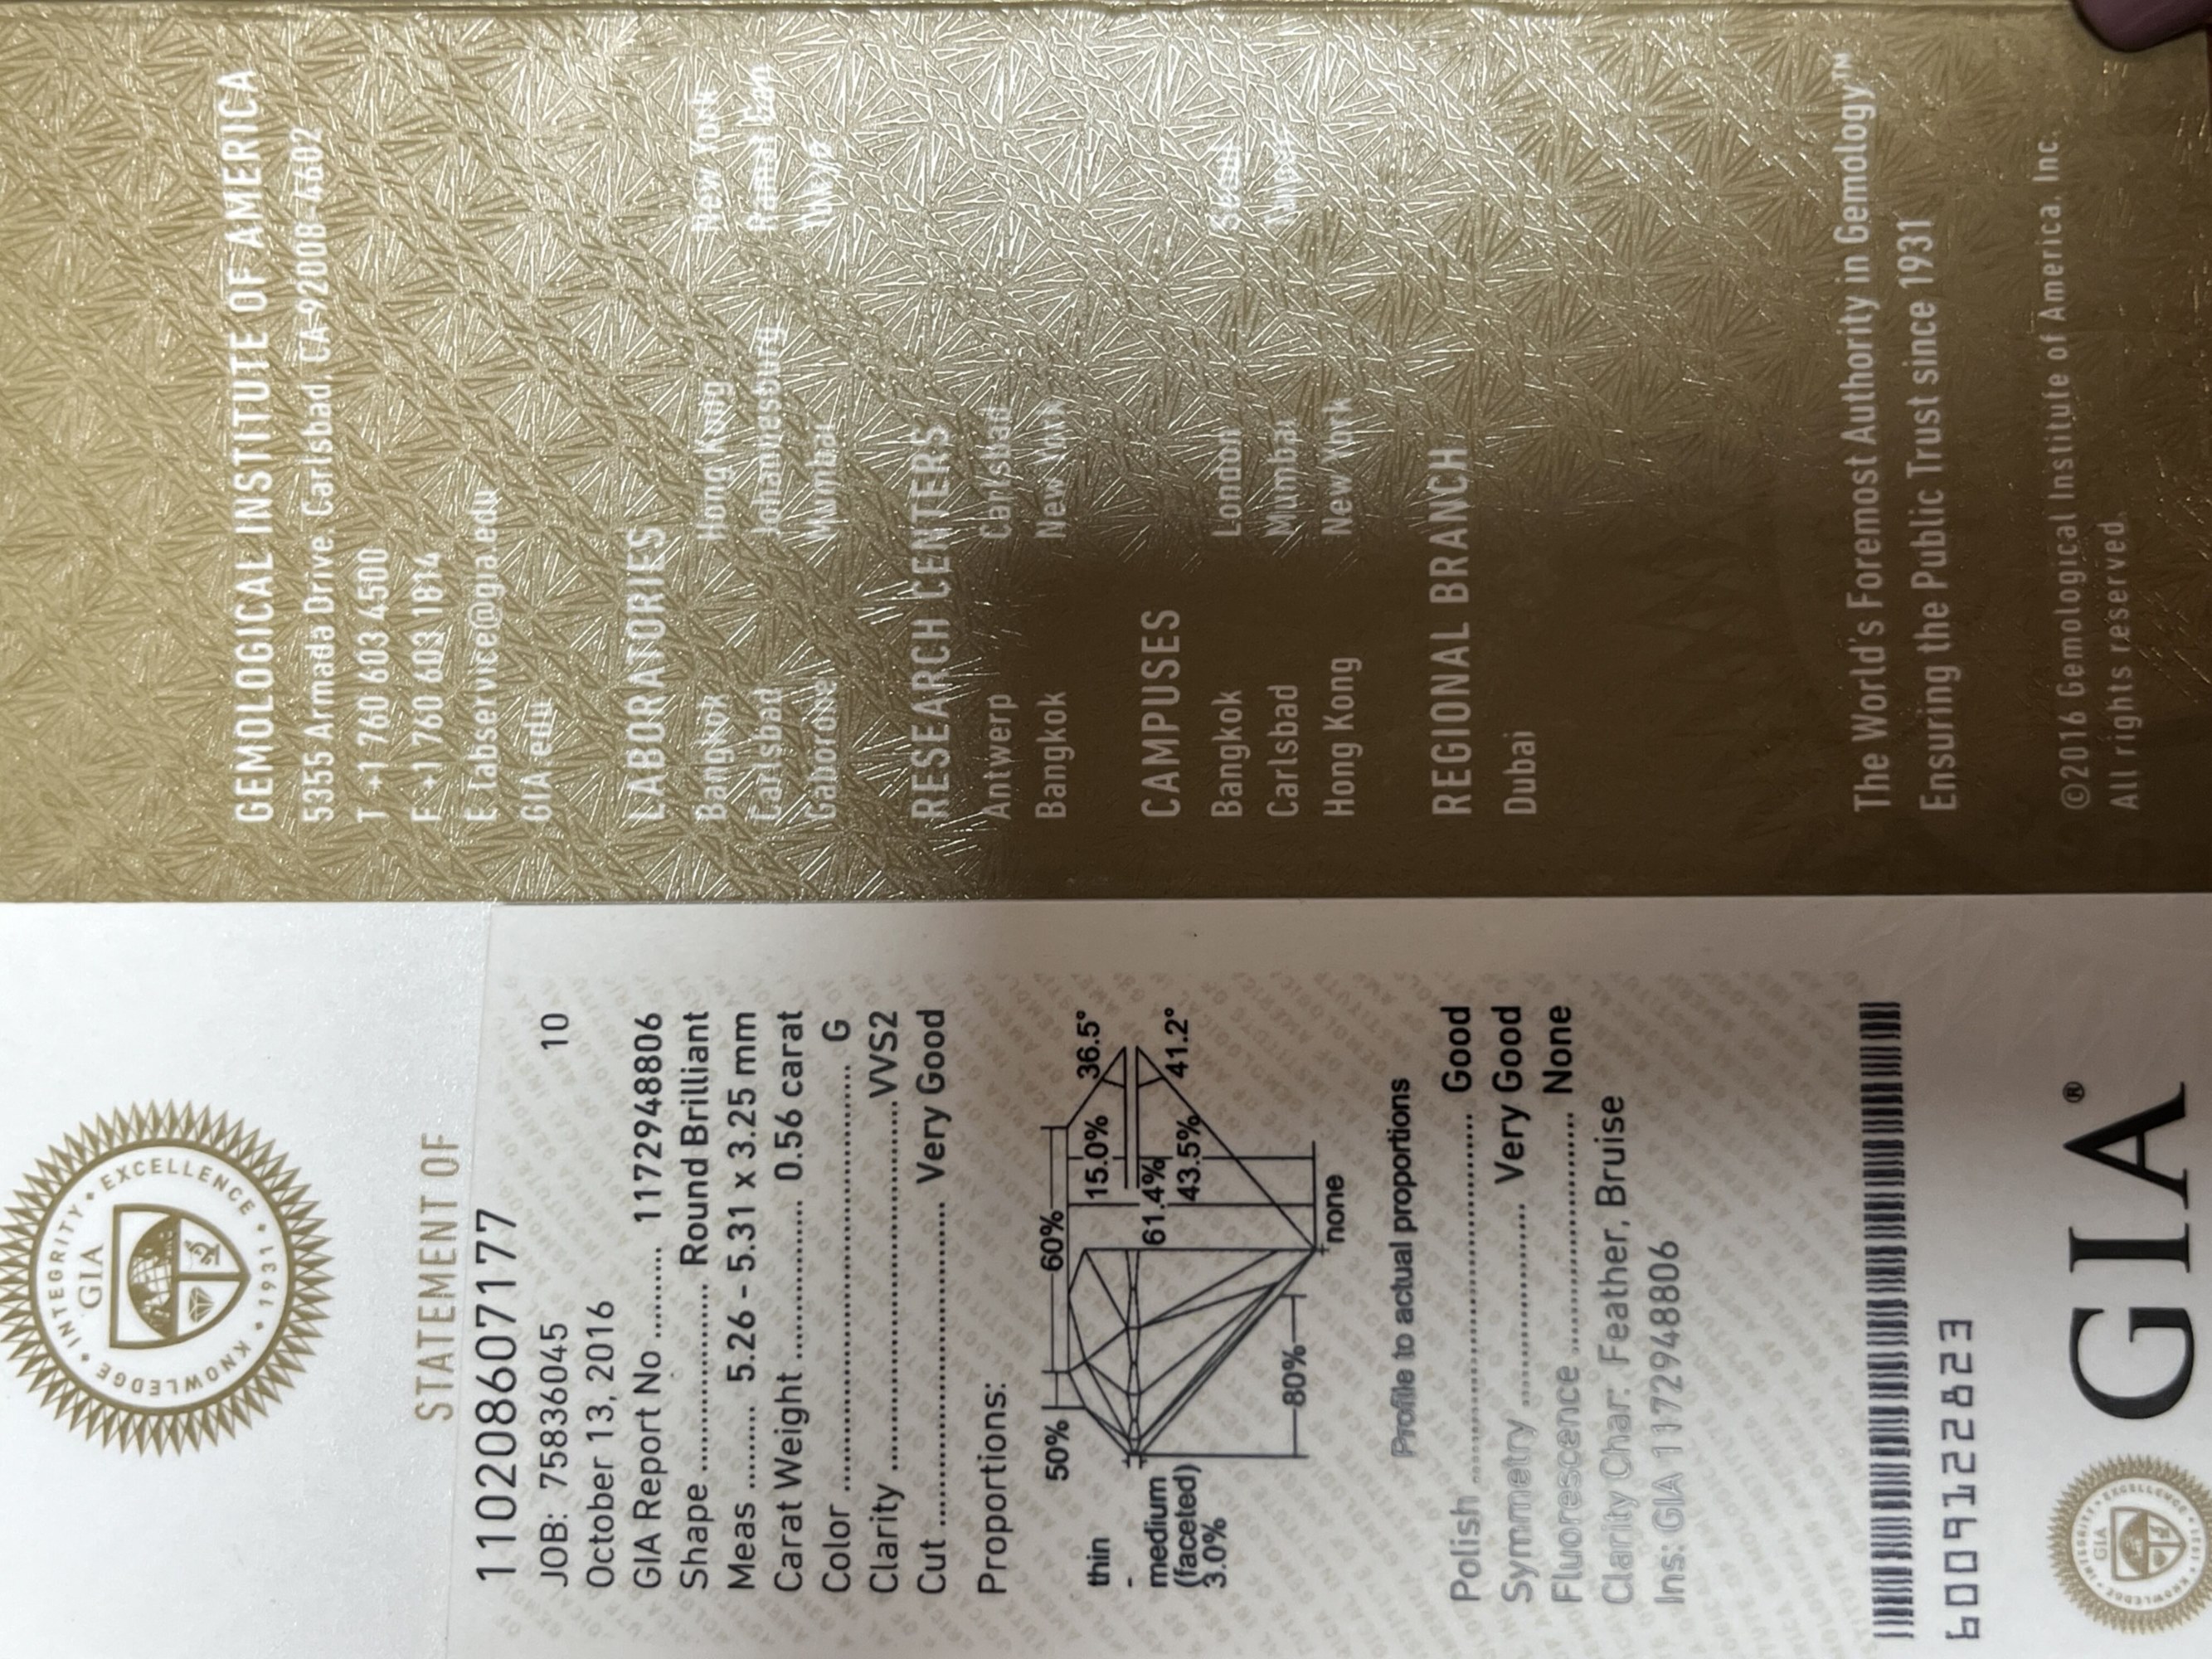 GEMOLOGICAL INSTITUTE OF AMERICA
5355 Armada Drive, Carlsbad, CA 92008-4602
T +1 760 603 4500
F +1 760 603 1814
E labservice@gia.edu
GIA.edu
LABORATORIES
Bangkok Hong Kong New York
Carlsbad Johannesburg Ramat Gan
Gaborone Mumbai Tokyo
RESEARCH CENTERS
Antwerp Carlsbad
Bangkok New York
CAMPUSES
Bangkok London Seoul
Carlsbad Mumbai Taiwan
Hong Kong New York
REGIONAL BRANCH
Dubai
The World's Foremost Authority in Gemology™
Ensuring the Public Trust since 1931
©2016 Gemological Institute of America, Inc.
All rights reserved.
INTEGRITY • EXCELLENCE • 1931 • KNOWLEDGE
GIA
STATEMENT OF
110208607177
JOB: 75836045 10
October 13, 2016
GIA Report No ......... 1172948806
Shape .................... Round Brilliant
Meas ........ 5.26 - 5.31 x 3.25 mm
Carat Weight ................ 0.56 carat
Color ........................................ G
Clarity .................................... VVS2
Cut ............................. Very Good
Proportions:
50% 60% 36.5°
15.0%
thin - medium (faceted) 3.0%
61.4%
43.5% 41.2°
80% none
Profile to actual proportions
Polish ................................ Good
Symmetry ..................... Very Good
Fluorescence ....................... None
Clarity Char.: Feather, Bruise
Ins: GIA 1172948806
6009122823
GIA®